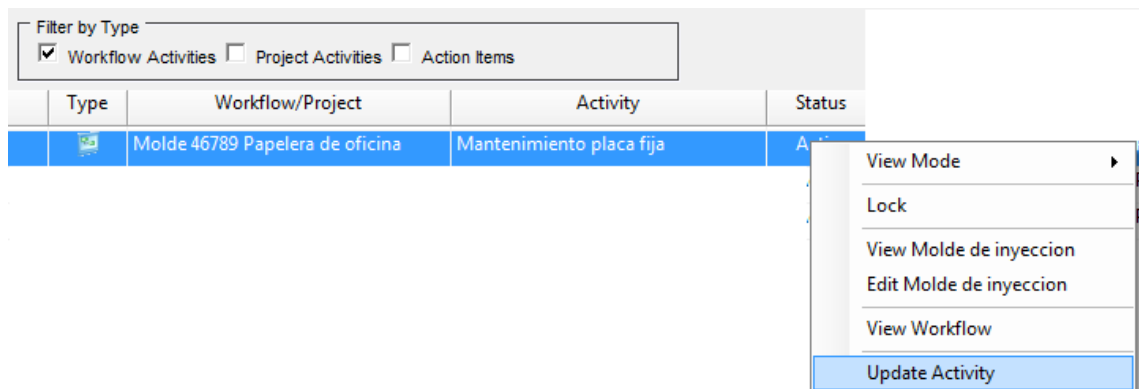 Filter by Type
Workflow Activities Project Activities Action Items
Type Workflow/Project Activity Status
Molde 46789 Papelera de oficina Mantenimiento placa fija
View Mode
Lock
View Molde de inyeccion
Edit Molde de inyeccion
View Workflow
Update Activity